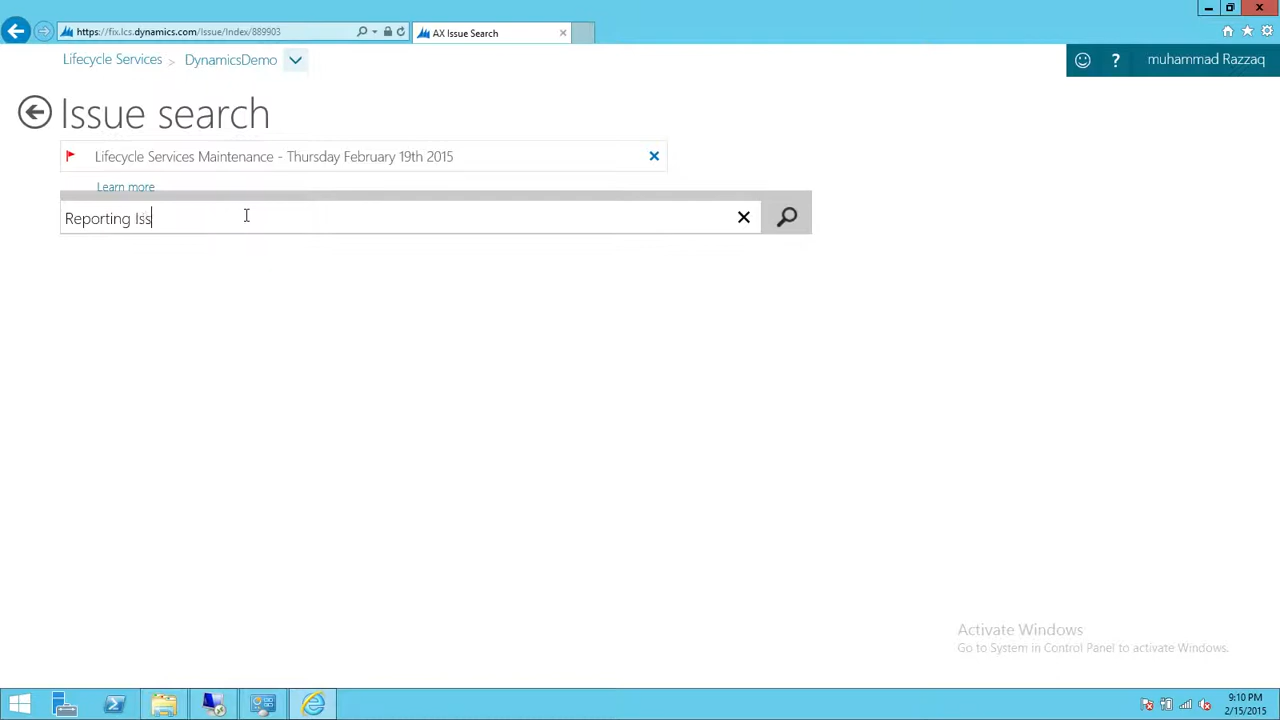 https://fix.lcs.dynamics.com/Issue/Index/889903
AX Issue Search
Lifecycle Services > DynamicsDemo
? muhammad Razzaq
Issue search
Lifecycle Services Maintenance - Thursday February 19th 2015
Learn more
Reporting Iss
Activate Windows
Go to System in Control Panel to activate Windows.
9:10 PM
2/15/2015